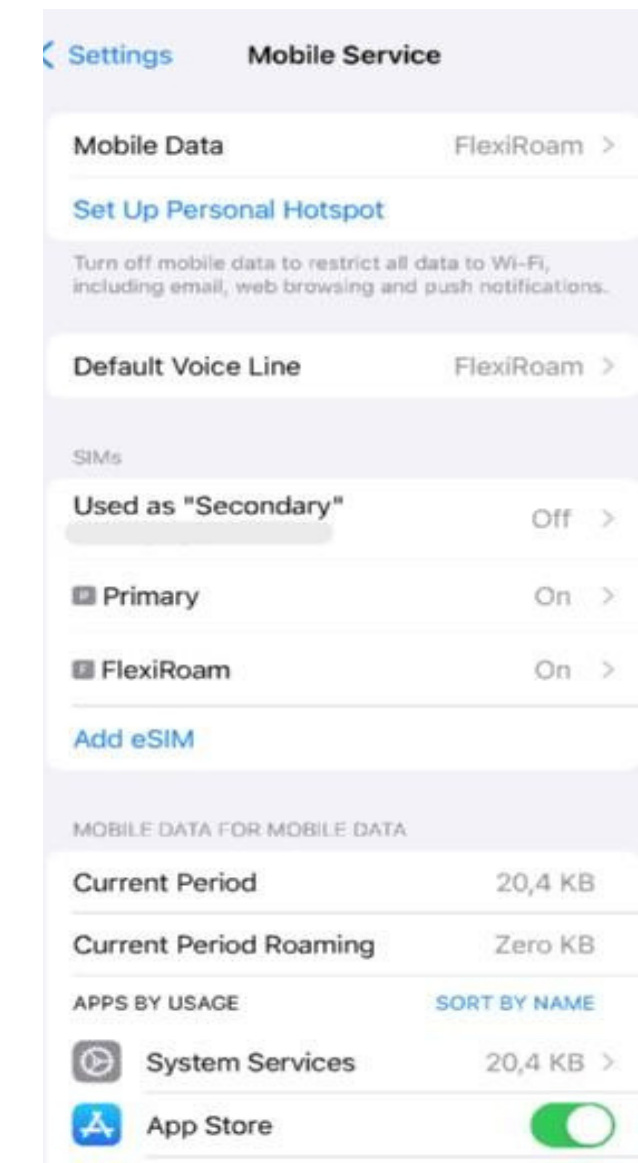 Settings
Mobile Service
Mobile Data
FlexiRoam
Set Up Personal Hotspot
Turn off mobile data to restrict all data to Wi-Fi,
including email, web browsing and push notifications.
Default Voice Line
FlexiRoam
SIMs
Used as "Secondary"
Off
P Primary
On
F FlexiRoam
On
Add eSIM
MOBILE DATA FOR MOBILE DATA
Current Period
20,4 KB
Current Period Roaming
Zero KB
APPS BY USAGE
SORT BY NAME
System Services
20,4 KB
App Store